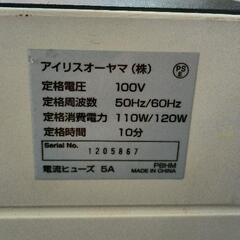 アイリスオーヤマ（株）
PS
E
定格電圧 100V
定格周波数 50Hz/60Hz
定格消費電力 110W/120W
定格時間 10分
Serial No. 1205867
電流ヒューズ 5A
PBHM
MADE IN CHINA